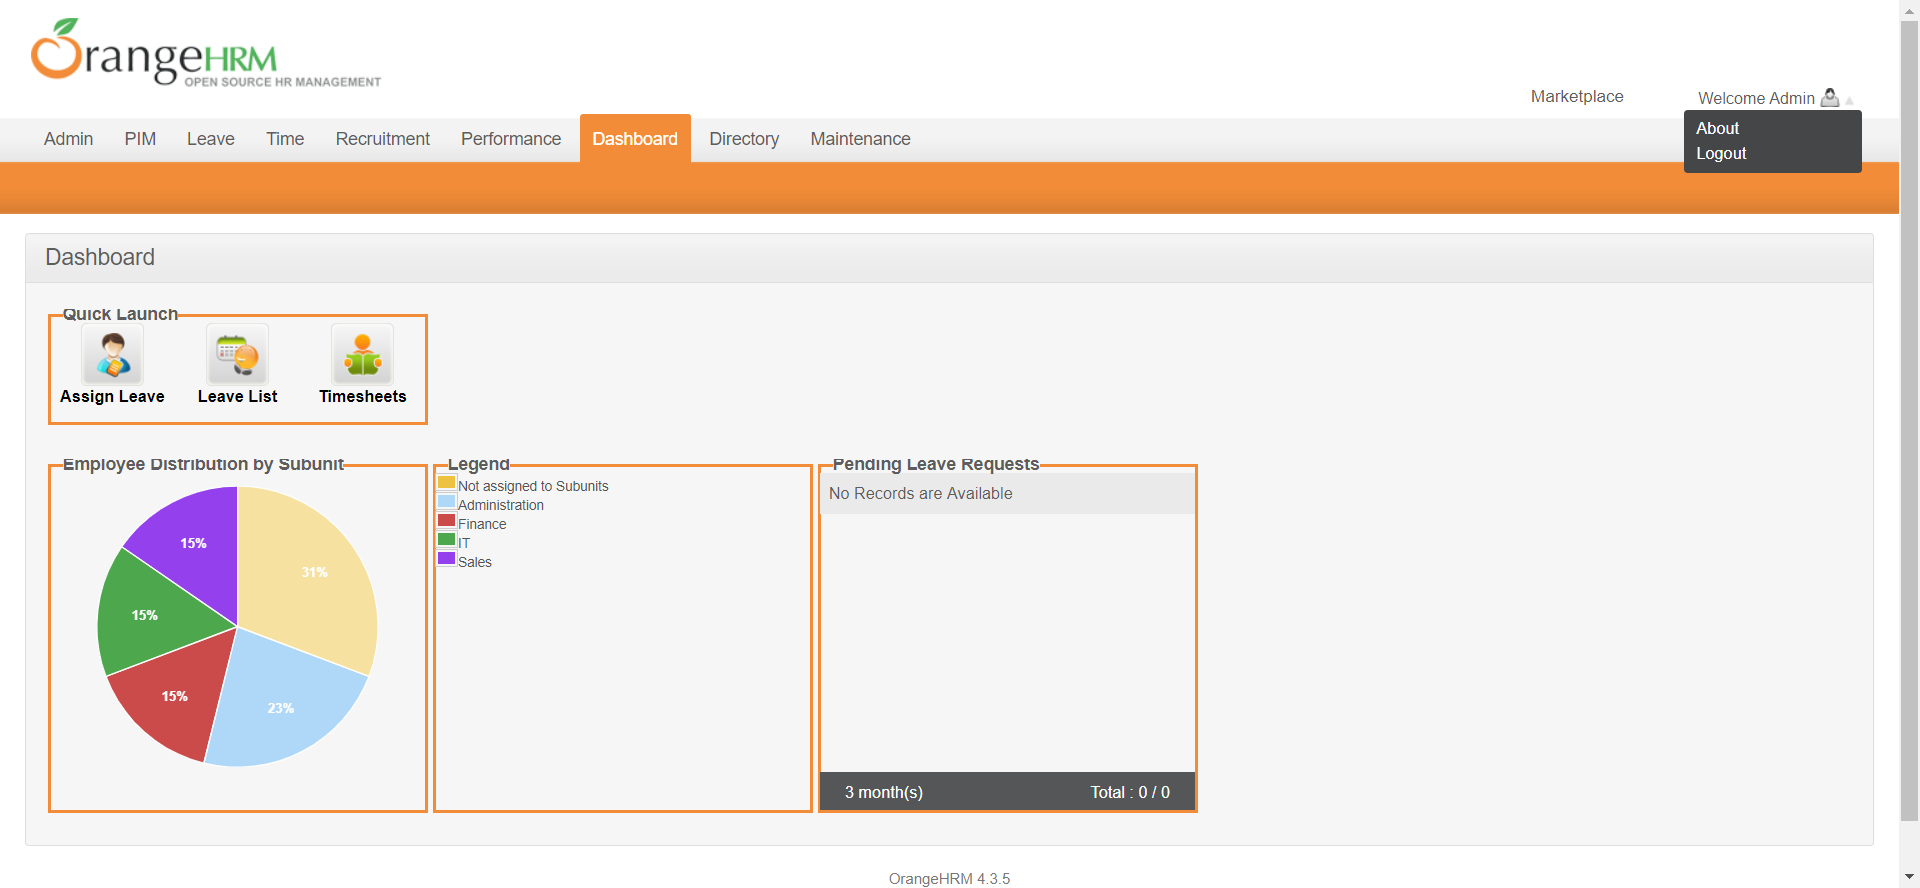 OrangeHRM
OPEN SOURCE HR MANAGEMENT
Marketplace
Welcome Admin
About
Logout
Admin PIM Leave Time Recruitment Performance Dashboard Directory Maintenance
Dashboard
Quick Launch
Assign Leave Leave List Timesheets
Employee Distribution by Subunit
15%
31%
15%
15%
23%
Legend
Not assigned to Subunits
Administration
Finance
IT
Sales
Pending Leave Requests
No Records are Available
3 month(s) Total : 0 / 0
OrangeHRM 4.3.5